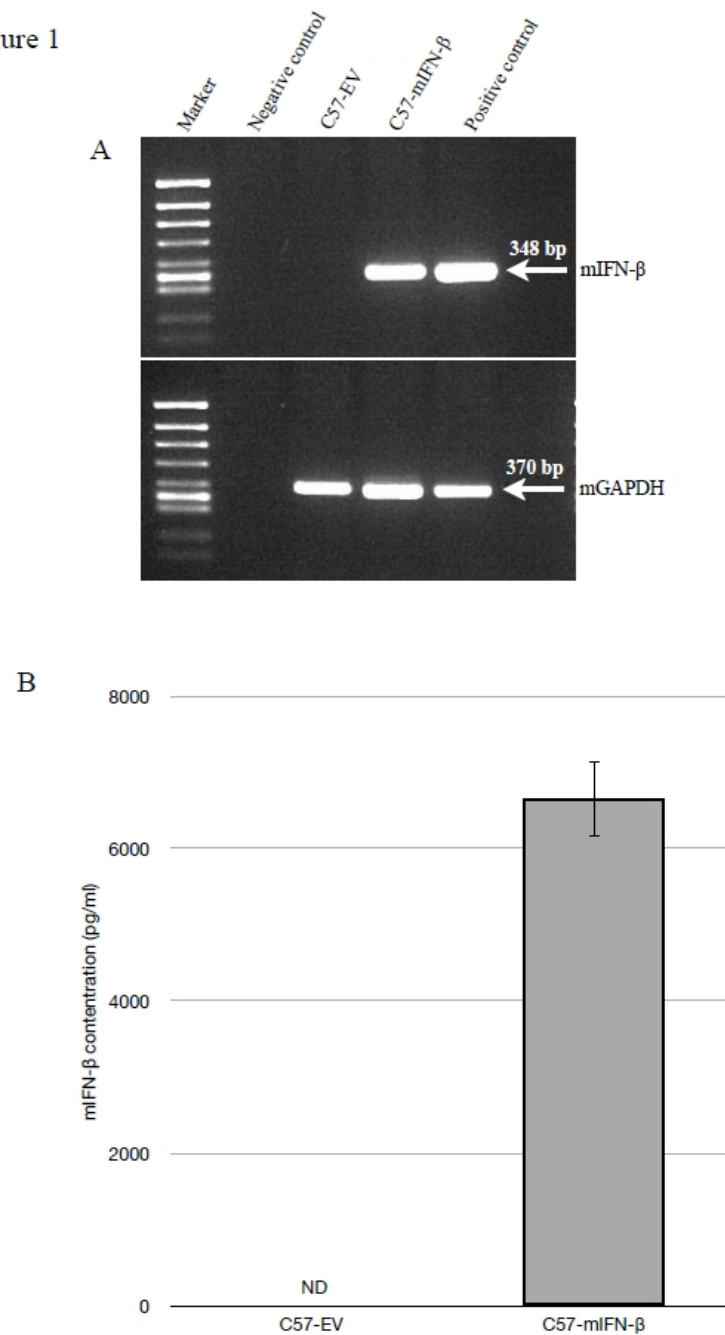 ure 1
Marker
Negative control
C57-EV
C57-mIFN-β
Positive control
A
348 bp
mIFN-β
370 bp
mGAPDH
B
mIFN-β contentration (pg/ml)
8000
6000
4000
2000
0
ND
C57-EV
C57-mIFN-β